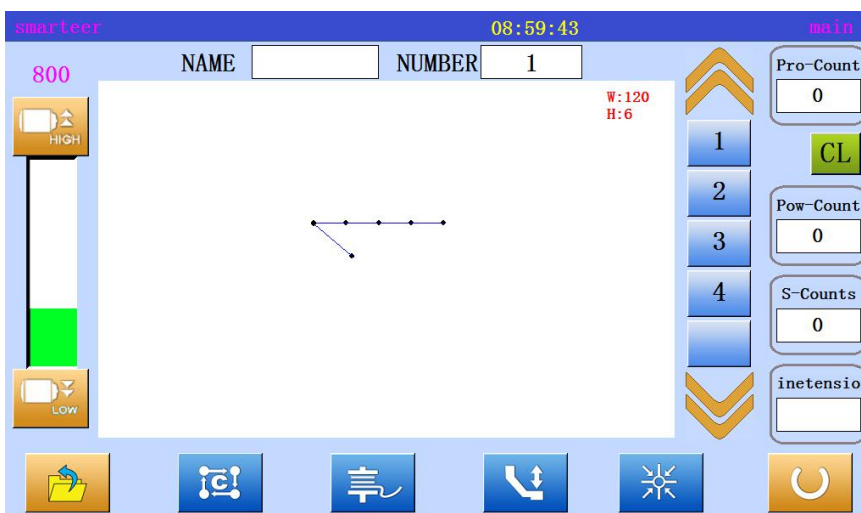 smarteer 08:59:43 main
800 NAME NUMBER 1
Pro-Count
0
W:120
H:6
HIGH
1
CL
2
Pow-Count
0
3
4
S-Counts
0
inetensio
LOW
C